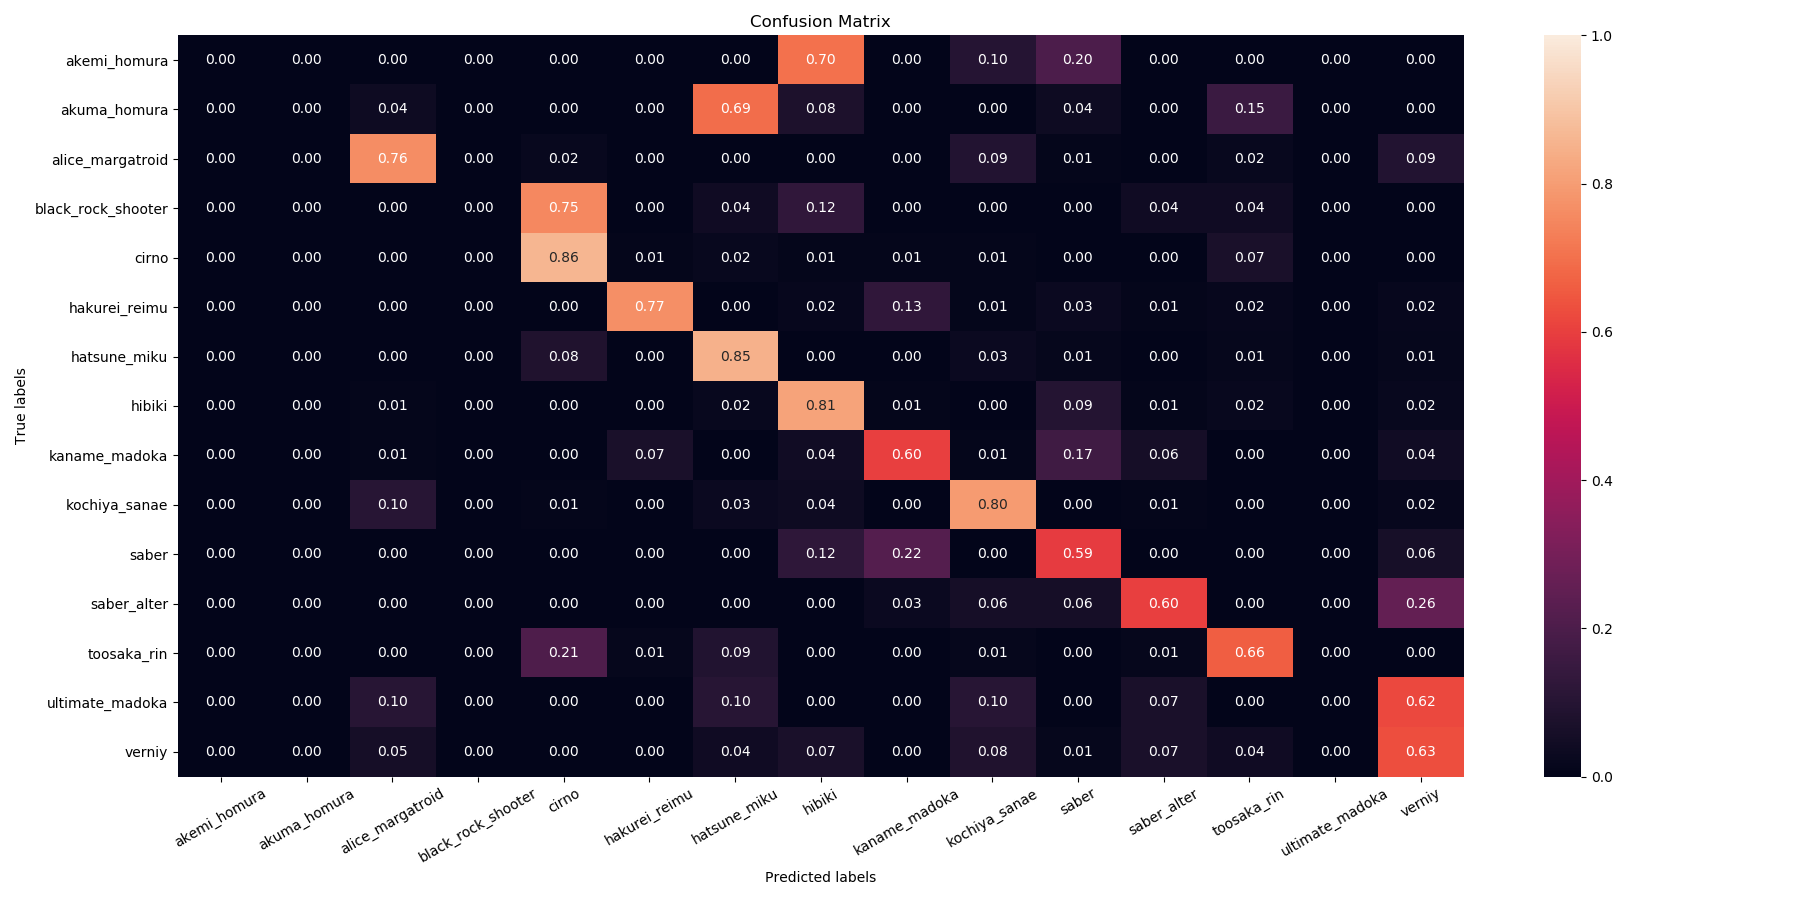 Confusion Matrix
akemi_homura 0.00 0.00 0.00 0.00 0.00 0.00 0.00 0.70 0.00 0.10 0.20 0.00 0.00 0.00 0.00
akuma_homura 0.00 0.00 0.04 0.00 0.00 0.00 0.69 0.08 0.00 0.00 0.04 0.00 0.15 0.00 0.00
alice_margatroid 0.00 0.00 0.76 0.00 0.02 0.00 0.00 0.00 0.00 0.09 0.01 0.00 0.02 0.00 0.09
black_rock_shooter 0.00 0.00 0.00 0.00 0.75 0.00 0.04 0.12 0.00 0.00 0.00 0.04 0.04 0.00 0.00
cirno 0.00 0.00 0.00 0.00 0.86 0.01 0.02 0.01 0.01 0.01 0.00 0.00 0.07 0.00 0.00
hakurei_reimu 0.00 0.00 0.00 0.00 0.00 0.77 0.00 0.02 0.13 0.01 0.03 0.01 0.02 0.00 0.02
hatsune_miku 0.00 0.00 0.00 0.00 0.08 0.00 0.85 0.00 0.00 0.03 0.01 0.00 0.01 0.00 0.01
hibiki 0.00 0.00 0.01 0.00 0.00 0.00 0.02 0.81 0.01 0.00 0.09 0.01 0.02 0.00 0.02
kaname_madoka 0.00 0.00 0.01 0.00 0.00 0.07 0.00 0.04 0.60 0.01 0.17 0.06 0.00 0.00 0.04
kochiya_sanae 0.00 0.00 0.10 0.00 0.01 0.00 0.03 0.04 0.00 0.80 0.00 0.01 0.00 0.00 0.02
saber 0.00 0.00 0.00 0.00 0.00 0.00 0.00 0.12 0.22 0.00 0.59 0.00 0.00 0.00 0.06
saber_alter 0.00 0.00 0.00 0.00 0.00 0.00 0.00 0.00 0.03 0.06 0.06 0.60 0.00 0.00 0.26
toosaka_rin 0.00 0.00 0.00 0.00 0.21 0.01 0.09 0.00 0.00 0.01 0.00 0.01 0.66 0.00 0.00
ultimate_madoka 0.00 0.00 0.10 0.00 0.00 0.00 0.10 0.00 0.00 0.10 0.00 0.07 0.00 0.00 0.62
verniy 0.00 0.00 0.05 0.00 0.00 0.00 0.04 0.07 0.00 0.08 0.01 0.07 0.04 0.00 0.63
True labels
akemi_homura akuma_homura alice_margatroid black_rock_shooter cirno hakurei_reimu hatsune_miku hibiki kaname_madoka kochiya_sanae saber saber_alter toosaka_rin ultimate_madoka verniy
Predicted labels
1.0
0.8
0.6
0.4
0.2
0.0